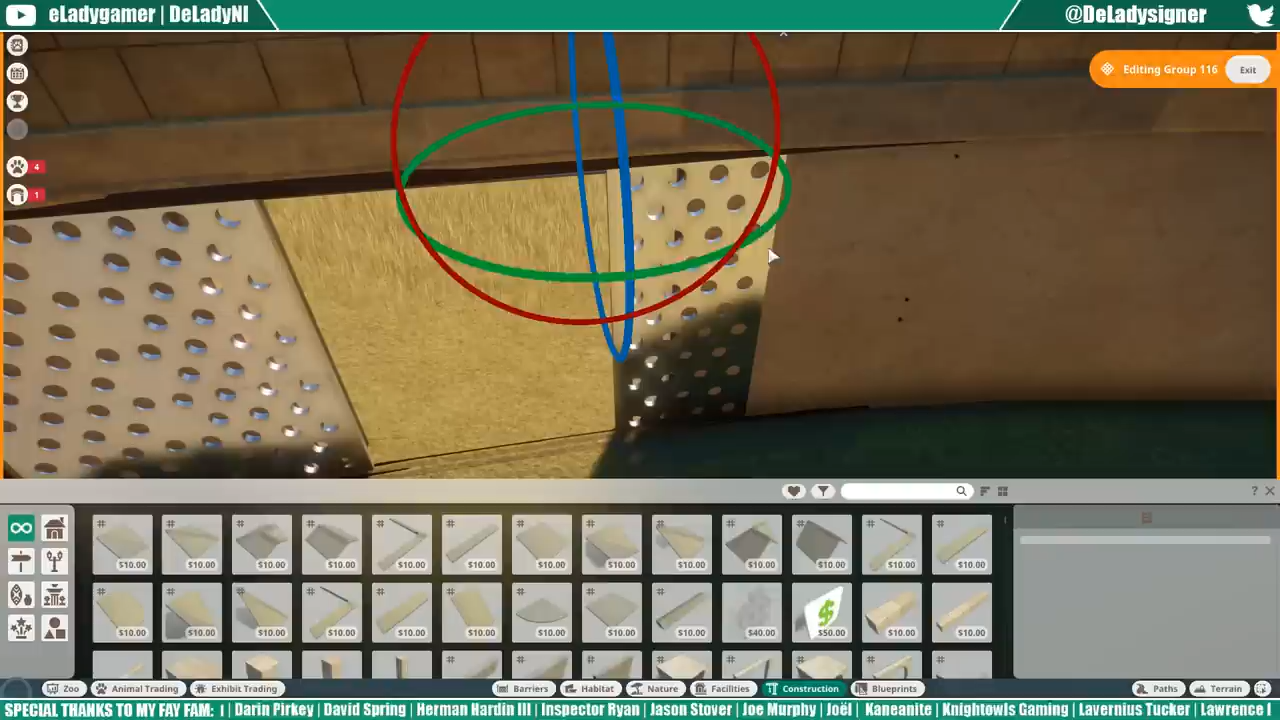 eLadygamer | DeLadyNl
@DeLadysigner
Editing Group 116
Exit
4
1
?
$10.00 $10.00 $10.00 $10.00 $10.00 $10.00 $10.00 $10.00 $10.00 $10.00 $10.00 $10.00 $10.00
$10.00 $10.00 $10.00 $10.00 $10.00 $10.00 $10.00 $10.00 $10.00 $40.00 $50.00 $10.00 $10.00
Zoo Animal Trading Exhibit Trading Barriers Habitat Nature Facilities Construction Blueprints Paths Terrain
SPECIAL THANKS TO MY FAY FAM: | Darin Pirkey | David Spring | Herman Hardin III | Inspector Ryan | Jason Stover | Joe Murphy | Joël | Kaneanite | Knightowls Gaming | Lavernius Tucker | Lawrence